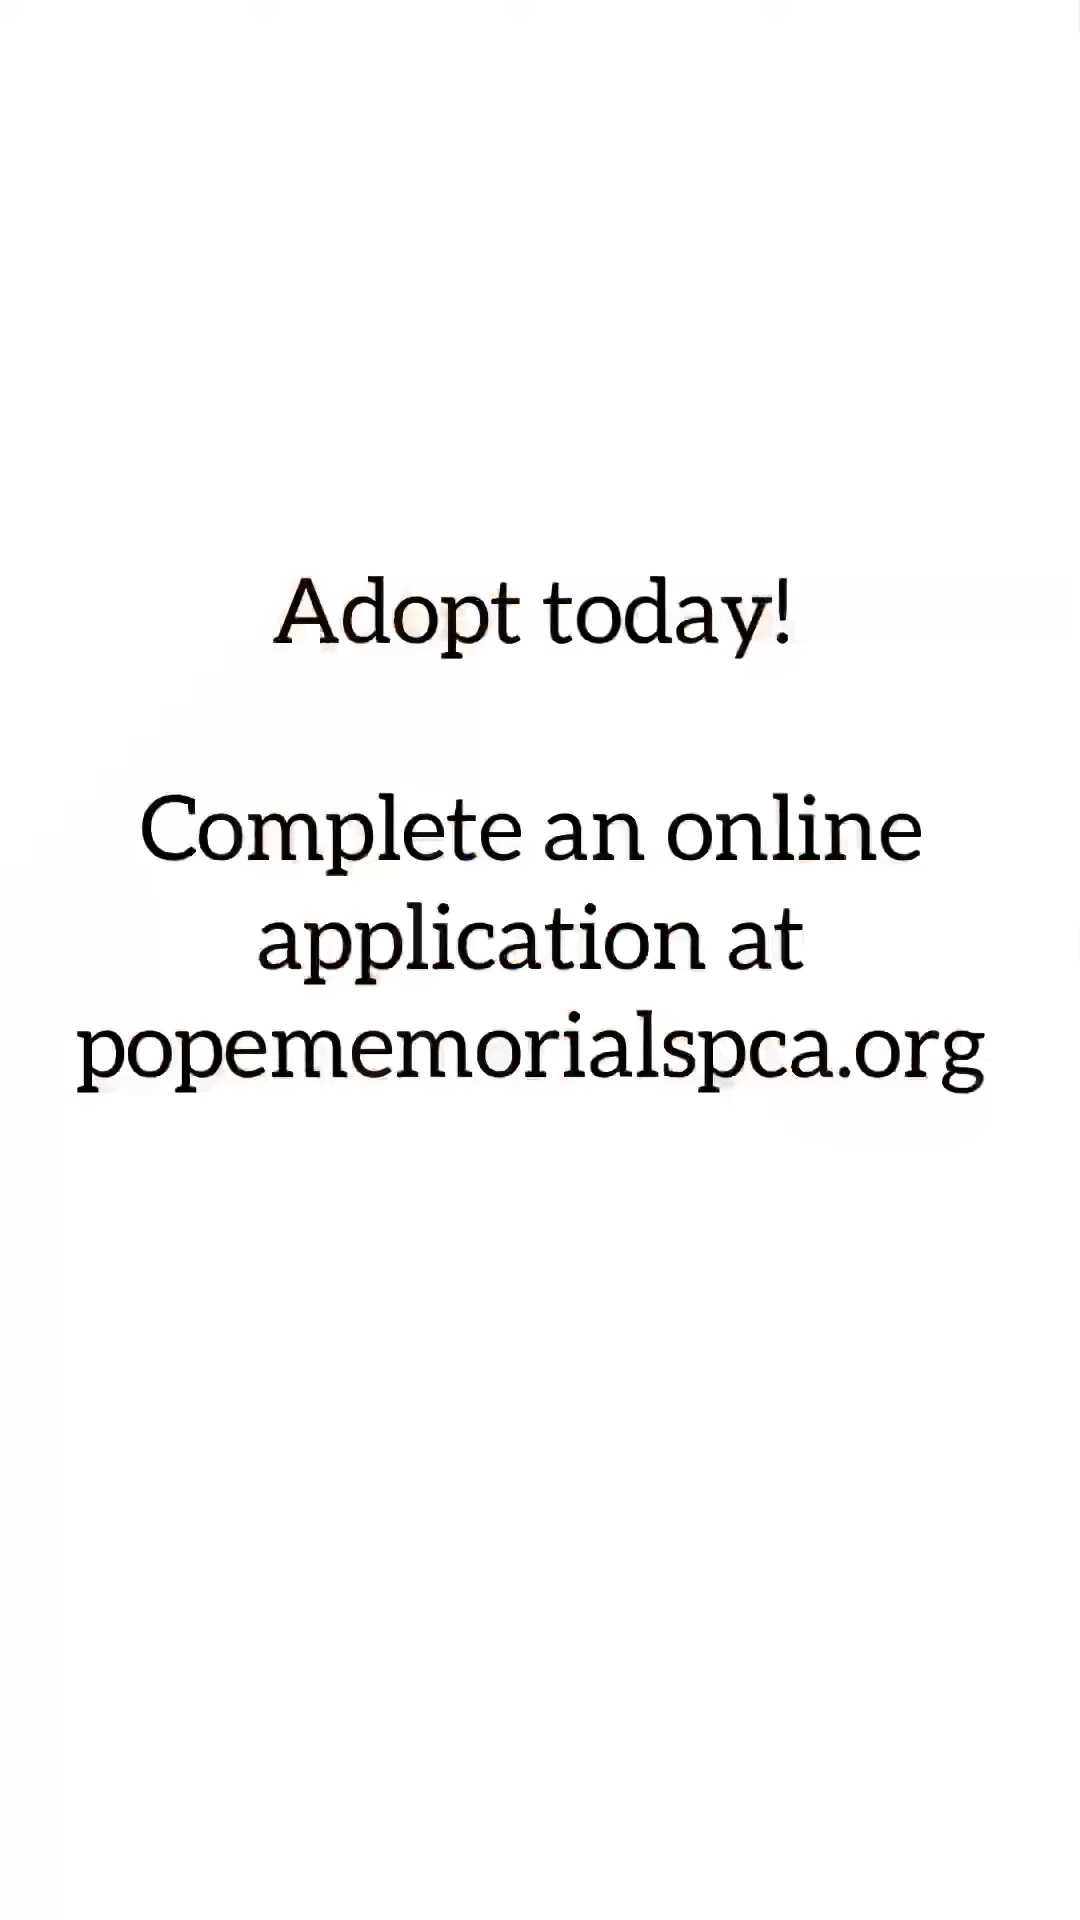 Adopt today!
Complete an online
application at
popememorialspca.org